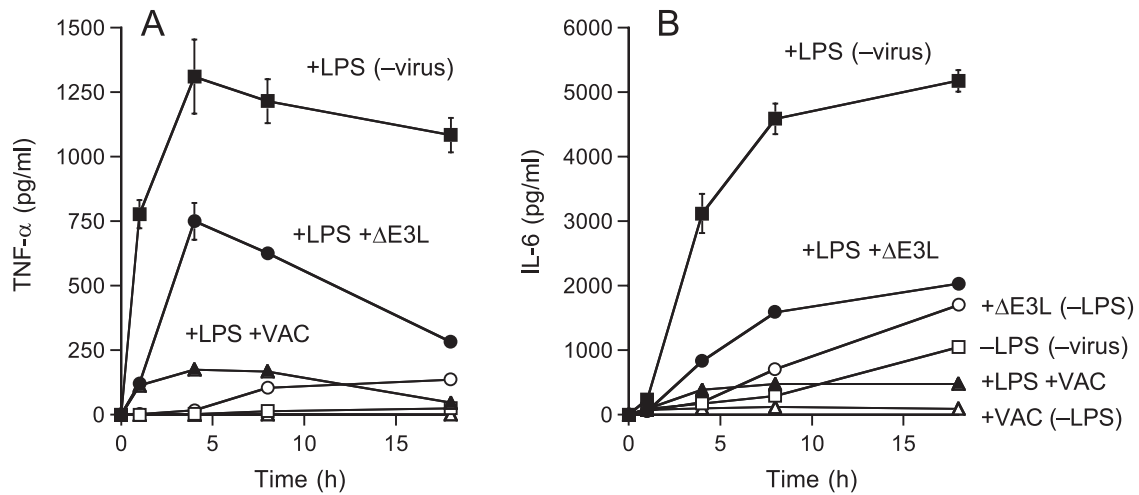 A
1500
1250
1000
750
500
250
0
TNF-α (pg/ml)
+LPS (–virus)
+LPS +ΔE3L
+LPS +VAC
0 5 10 15
Time (h)
B
6000
5000
4000
3000
2000
1000
0
IL-6 (pg/ml)
+LPS (–virus)
+LPS +ΔE3L
+ΔE3L (–LPS)
–LPS (–virus)
+LPS +VAC
+VAC (–LPS)
0 5 10 15
Time (h)